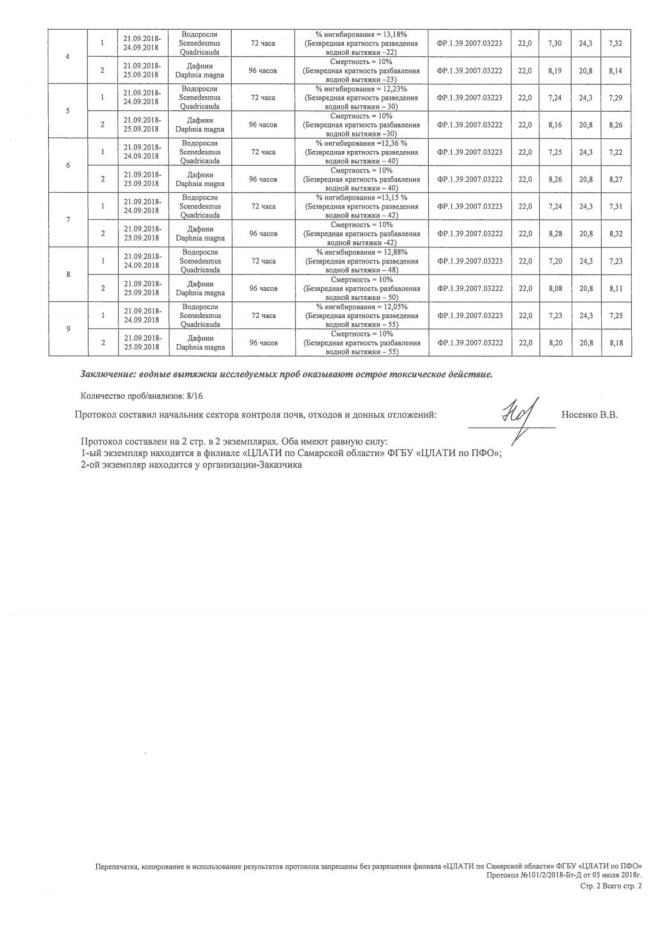 4
1
21.09.2018-
24.09.2018
Водоросли
Scenedesmus
Quadricauda
72 часа
% ингибирования = 13,18%
(Безвредная кратность разведения
водной вытяжки –22)
ФР.1.39.2007.03223
22,0
7,30
24,3
7,32
2
21.09.2018-
25.09.2018
Дафнии
Daphnia magna
96 часов
Смертность = 10%
(Безвредная кратность разбавления
водной вытяжки –23)
ФР.1.39.2007.03222
22,0
8,19
20,8
8,14
5
1
21.09.2018-
24.09.2018
Водоросли
Scenedesmus
Quadricauda
72 часа
% ингибирования = 12,23%
(Безвредная кратность разведения
водной вытяжки – 30)
ФР.1.39.2007.03223
22,0
7,24
24,3
7,29
2
21.09.2018-
25.09.2018
Дафнии
Daphnia magna
96 часов
Смертность = 10%
(Безвредная кратность разбавления
водной вытяжки –30)
ФР.1.39.2007.03222
22,0
8,16
20,8
8,26
6
1
21.09.2018-
24.09.2018
Водоросли
Scenedesmus
Quadricauda
72 часа
% ингибирования =12,36 %
(Безвредная кратность разведения
водной вытяжки – 40)
ФР.1.39.2007.03223
22,0
7,25
24,3
7,22
2
21.09.2018-
25.09.2018
Дафнии
Daphnia magna
96 часов
Смертность = 10%
(Безвредная кратность разбавления
водной вытяжки – 40)
ФР.1.39.2007.03222
22,0
8,26
20,8
8,27
7
1
21.09.2018-
24.09.2018
Водоросли
Scenedesmus
Quadricauda
72 часа
% ингибирования =13,15 %
(Безвредная кратность разведения
водной вытяжки – 42)
ФР.1.39.2007.03223
22,0
7,24
24,3
7,31
2
21.09.2018-
25.09.2018
Дафнии
Daphnia magna
96 часов
Смертность = 10%
(Безвредная кратность разбавления
водной вытяжки -42)
ФР.1.39.2007.03222
22,0
8,28
20,8
8,32
8
1
21.09.2018-
24.09.2018
Водоросли
Scenedesmus
Quadricauda
72 часа
% ингибирования = 12,88%
(Безвредная кратность разведения
водной вытяжки – 48)
ФР.1.39.2007.03223
22,0
7,20
24,3
7,23
2
21.09.2018-
25.09.2018
Дафнии
Daphnia magna
96 часов
Смертность = 10%
(Безвредная кратность разбавления
водной вытяжки – 50)
ФР.1.39.2007.03222
22,0
8,08
20,8
8,11
9
1
21.09.2018-
24.09.2018
Водоросли
Scenedesmus
Quadricauda
72 часа
% ингибирования = 12,05%
(Безвредная кратность разведения
водной вытяжки – 55)
ФР.1.39.2007.03223
22,0
7,23
24,3
7,25
2
21.09.2018-
25.09.2018
Дафнии
Daphnia magna
96 часов
Смертность = 10%
(Безвредная кратность разбавления
водной вытяжки – 55)
ФР.1.39.2007.03222
22,0
8,20
20,8
8,18
Заключение: водные вытяжки исследуемых проб оказывают острое токсическое действие.
Количество проб/анализов: 8/16
Протокол составил начальник сектора контроля почв, отходов и донных отложений: Носенко В.В.
Протокол составлен на 2 стр. в 2 экземплярах. Оба имеют равную силу:
1-ый экземпляр находится в филиале «ЦЛАТИ по Самарской области» ФГБУ «ЦЛАТИ по ПФО»;
2-ой экземпляр находится у организации-Заказчика
Перепечатка, копирование и использование результатов протокола запрещены без разрешения филиала «ЦЛАТИ по Самарской области» ФГБУ «ЦЛАТИ по ПФО»
Протокол №101/2/2018-Бт-Д от 05 июля 2018г.
Стр. 2 Всего стр. 2